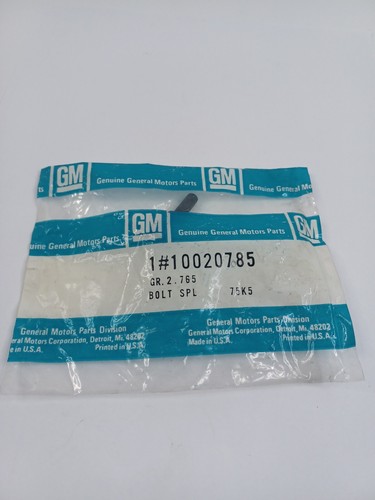 GM
Genuine General Motors Parts
GM
Genuine
GM
Genuine General Motors Parts
GM
Genuine General Motors Parts
1#10020785
GR.2.765
BOLT SPL 75K5
General Motors Parts Division
General Motors Corporation, Detroit, Mi. 48202
Printed in U.S.A.
General Motors Parts Division
General Motors Corporation, Detroit, Mi. 48202
Made in U.S.A. Printed in U.S.A.